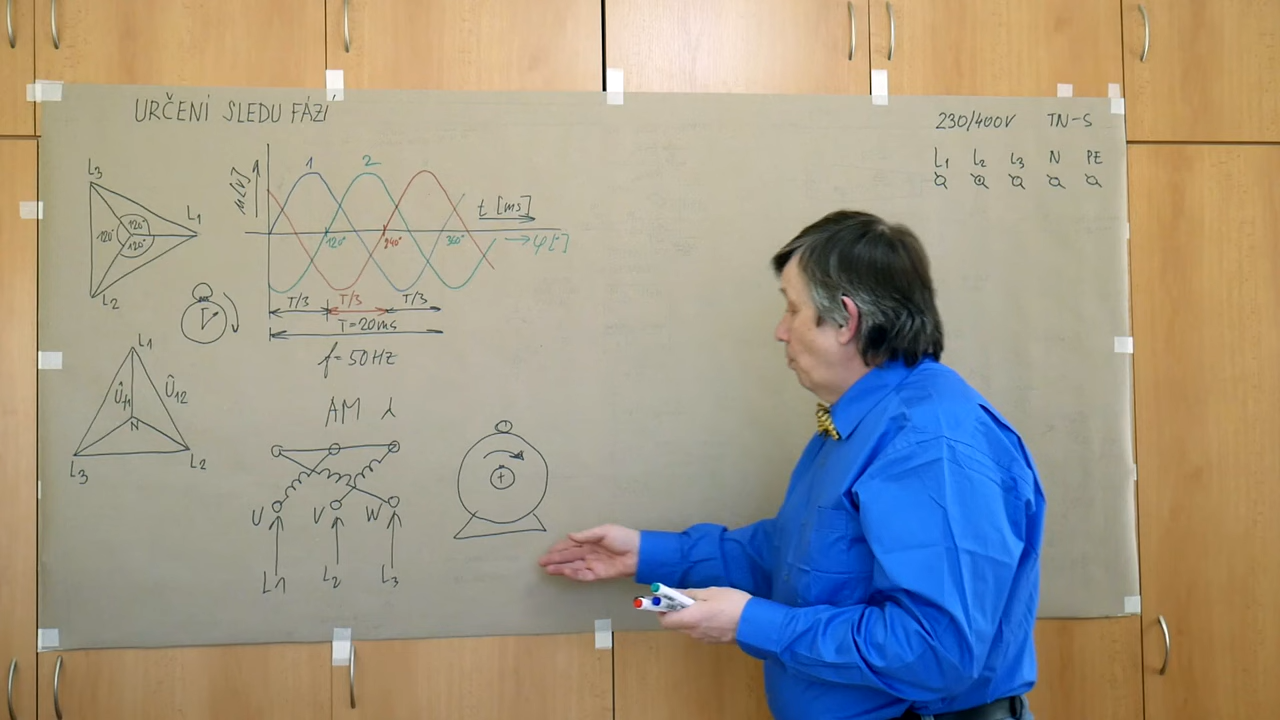 URČENÍ SLEDU FÁZÍ
230/400V TN-S
L1 L2 L3 N PE
L3
L1
L2
120° 120° 120°
u[V]
1 2
t [ms]
120° 240° 360° → φ[°]
T/3 T/3 T/3
T=20ms
f=50HZ
L1
Û12
N
L3 L2
AM
U V W
L1 L2 L3